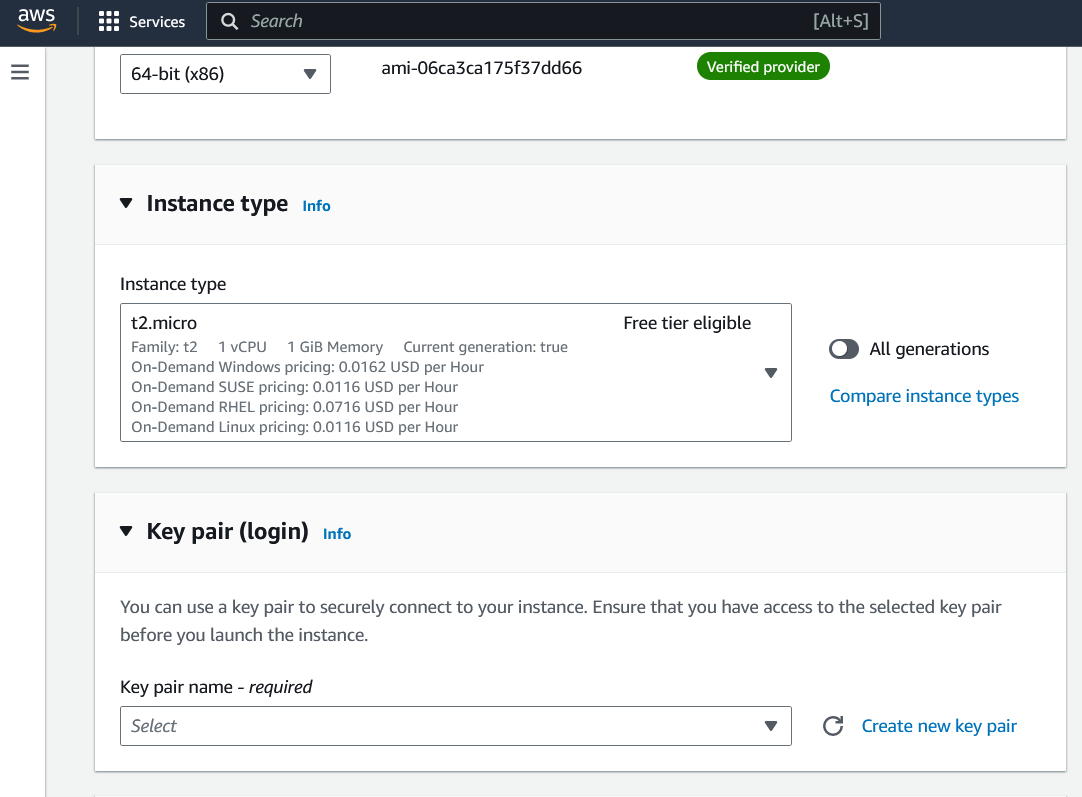 aws Services Search [Alt+S]
64-bit (x86) ami-06ca3ca175f37dd66 Verified provider
Instance type Info
Instance type
t2.micro Free tier eligible
Family: t2 1 vCPU 1 GiB Memory Current generation: true
On-Demand Windows pricing: 0.0162 USD per Hour
On-Demand SUSE pricing: 0.0116 USD per Hour
On-Demand RHEL pricing: 0.0716 USD per Hour
On-Demand Linux pricing: 0.0116 USD per Hour
All generations
Compare instance types
Key pair (login) Info
You can use a key pair to securely connect to your instance. Ensure that you have access to the selected key pair
before you launch the instance.
Key pair name - required
Select Create new key pair